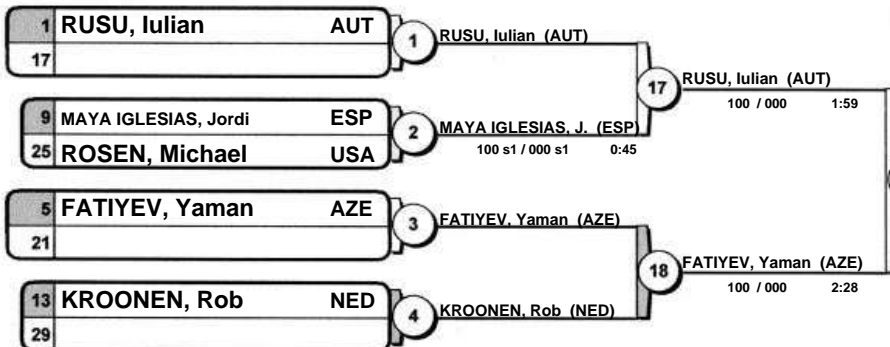 1 RUSU, Iulian AUT
17
1
RUSU, Iulian (AUT)
9 MAYA IGLESIAS, Jordi ESP
25 ROSEN, Michael USA
2
MAYA IGLESIAS, J. (ESP)
100 s1 / 000 s1 0:45
17
RUSU, Iulian (AUT)
100 / 000 1:59
5 FATIYEV, Yaman AZE
21
3
FATIYEV, Yaman (AZE)
13 KROONEN, Rob NED
29
4
KROONEN, Rob (NED)
18
FATIYEV, Yaman (AZE)
100 / 000 2:28